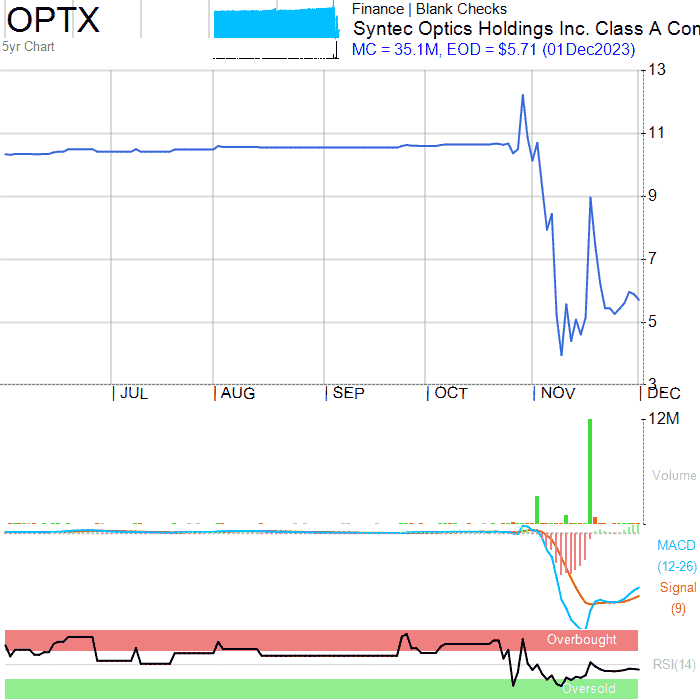 OPTX
5yr Chart
Finance | Blank Checks
Syntec Optics Holdings Inc. Class A Con
MC = 35.1M, EOD = $5.71 (01Dec2023)
13
11
9
7
5
3
JUL AUG SEP OCT NOV DEC
12M
Volume
MACD
(12-26)
Signal
(9)
Overbought
RSI(14)
Oversold